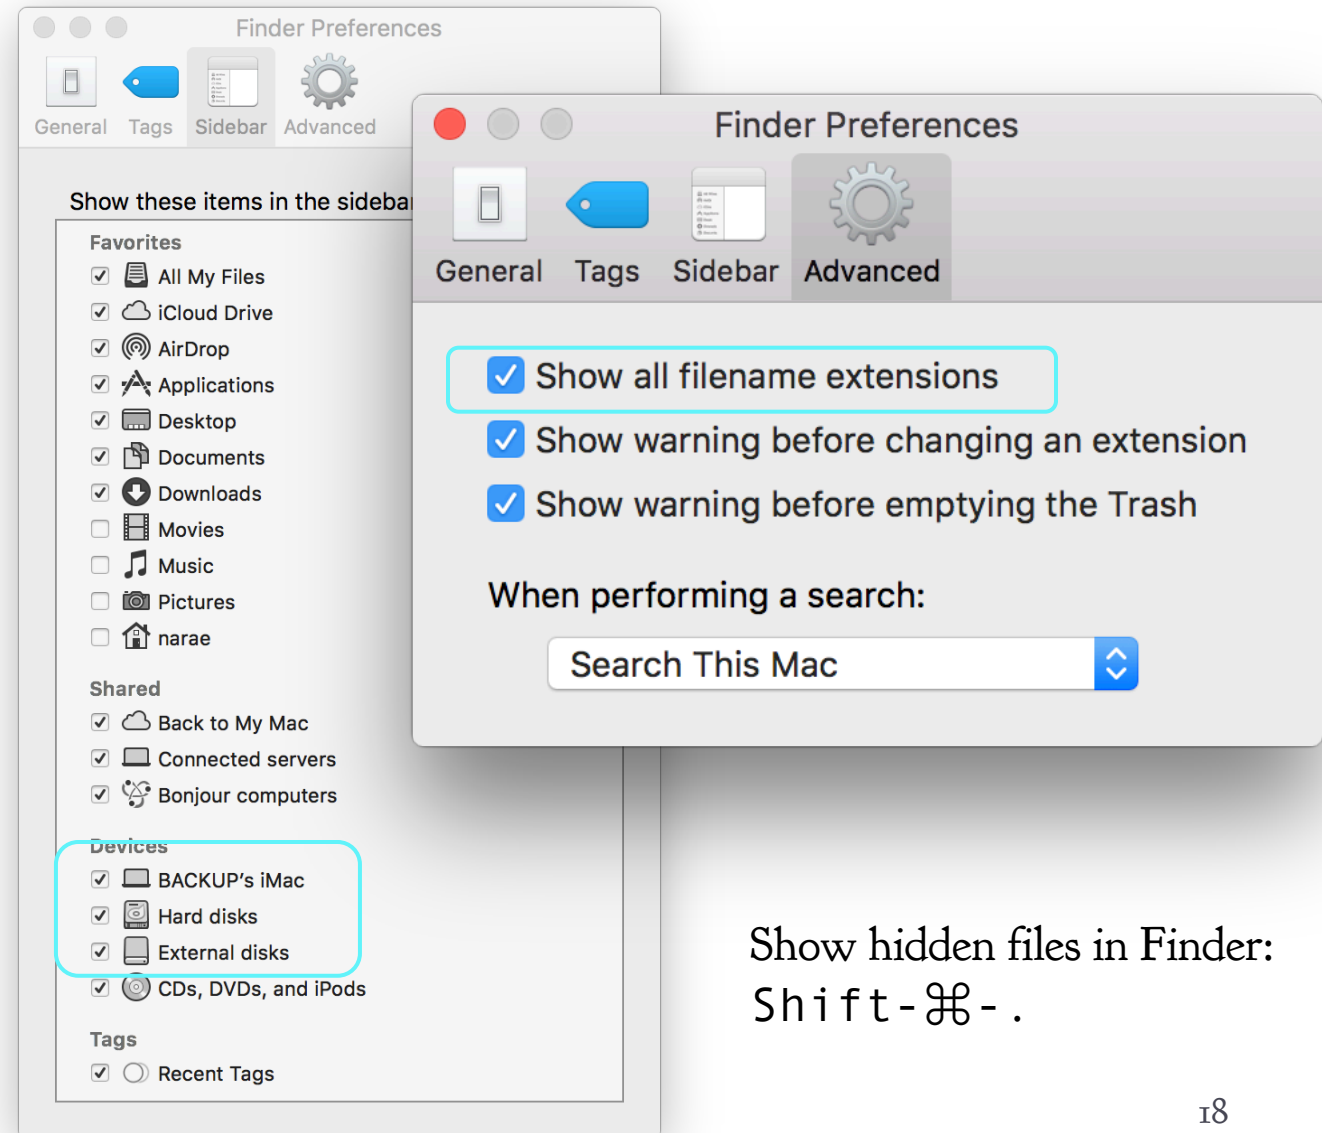 Finder Preferences
General Tags Sidebar Advanced
Show these items in the sidebar
Favorites
All My Files
iCloud Drive
AirDrop
Applications
Desktop
Documents
Downloads
Movies
Music
Pictures
narae
Shared
Back to My Mac
Connected servers
Bonjour computers
Devices
BACKUP’s iMac
Hard disks
External disks
CDs, DVDs, and iPods
Tags
Recent Tags
Finder Preferences
General Tags Sidebar Advanced
Show all filename extensions
Show warning before changing an extension
Show warning before emptying the Trash
When performing a search:
Search This Mac
Show hidden files in Finder:
Shift-⌘-.
18